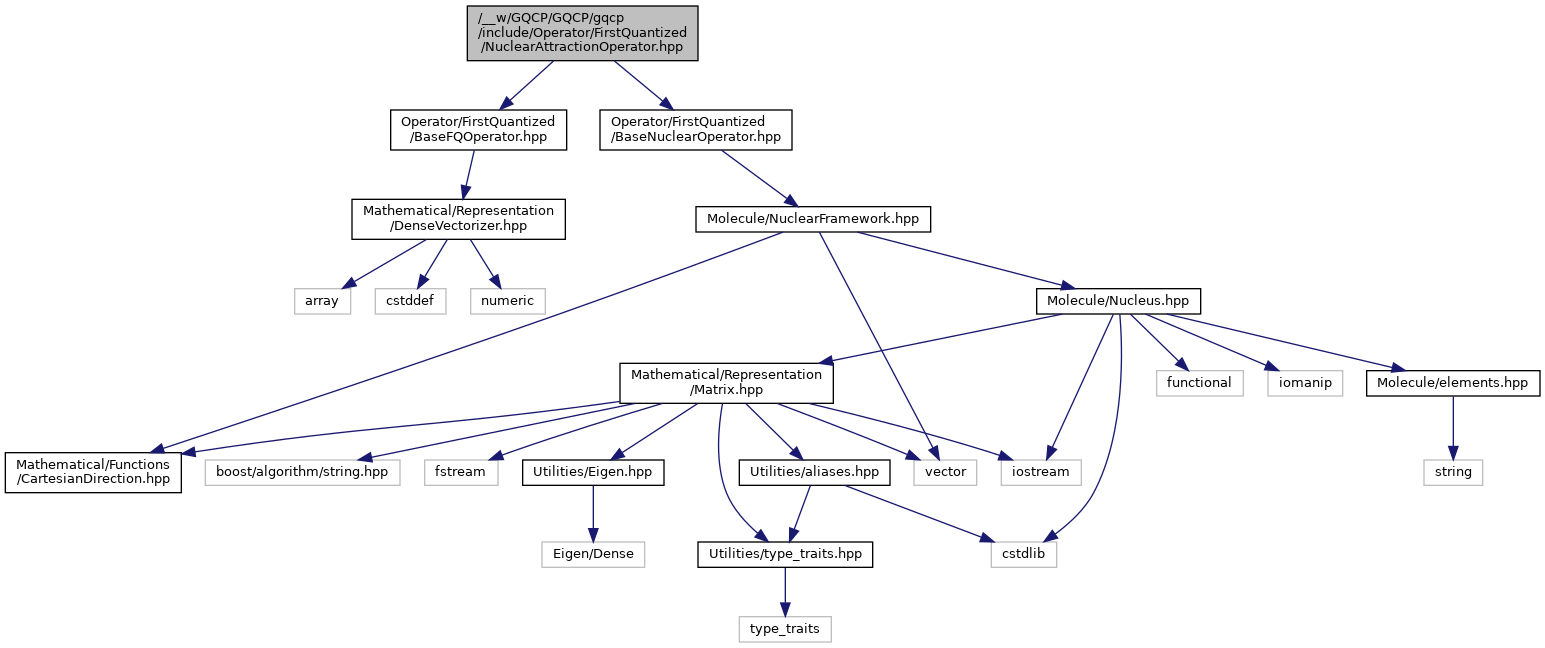 /__w/GQCP/GQCP/gqcp
/include/Operator/FirstQuantized
/NuclearAttractionOperator.hpp
Operator/FirstQuantized
/BaseFQOperator.hpp
Operator/FirstQuantized
/BaseNuclearOperator.hpp
Mathematical/Representation
/DenseVectorizer.hpp
Molecule/NuclearFramework.hpp
array
cstddef
numeric
Molecule/Nucleus.hpp
Mathematical/Representation
/Matrix.hpp
functional
iomanip
Molecule/elements.hpp
Mathematical/Functions
/CartesianDirection.hpp
boost/algorithm/string.hpp
fstream
Utilities/Eigen.hpp
Utilities/aliases.hpp
vector
iostream
string
Eigen/Dense
Utilities/type_traits.hpp
cstdlib
type_traits